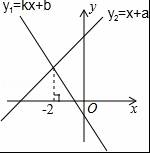 y₁=kx+b
y
y₂=x+a
-2
O
x